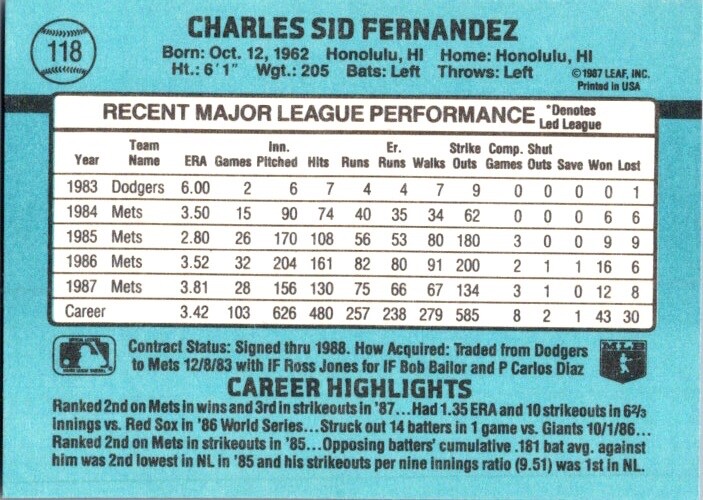 118
CHARLES SID FERNANDEZ
Born: Oct. 12, 1962 Honolulu, HI Home: Honolulu, HI
Ht.: 6'1" Wgt.: 205 Bats: Left Throws: Left
©1987 LEAF, INC.
Printed in USA
RECENT MAJOR LEAGUE PERFORMANCE *Denotes Led League
Year Team Name ERA Games Inn. Pitched Hits Runs Er. Runs Walks Strike Outs Comp. Games Shut Outs Save Won Lost
1983 Dodgers 6.00 2 6 7 4 4 7 9 0 0 0 0 1
1984 Mets 3.50 15 90 74 40 35 34 62 0 0 0 6 6
1985 Mets 2.80 26 170 108 56 53 80 180 3 0 0 9 9
1986 Mets 3.52 32 204 161 82 80 91 200 2 1 1 16 6
1987 Mets 3.81 28 156 130 75 66 67 134 3 1 0 12 8
Career 3.42 103 626 480 257 238 279 585 8 2 1 43 30
Contract Status: Signed thru 1988. How Acquired: Traded from Dodgers
to Mets 12/8/83 with IF Ross Jones for IF Bob Bailor and P Carlos Diaz
MLB
CAREER HIGHLIGHTS
Ranked 2nd on Mets in wins and 3rd in strikeouts in '87...Had 1.35 ERA and 10 strikeouts in 6⅔
innings vs. Red Sox in '86 World Series...Struck out 14 batters in 1 game vs. Giants 10/1/86...
Ranked 2nd on Mets in strikeouts in '85...Opposing batters' cumulative .181 bat avg. against
him was 2nd lowest in NL in '85 and his strikeouts per nine innings ratio (9.51) was 1st in NL.